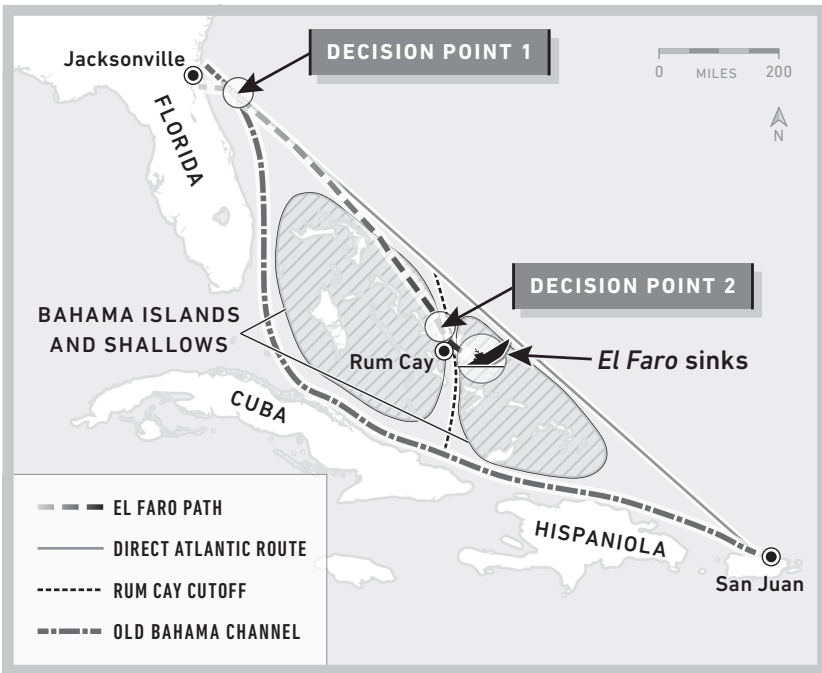 Jacksonville
DECISION POINT 1
0 MILES 200
N
FLORIDA
DECISION POINT 2
BAHAMA ISLANDS
AND SHALLOWS
Rum Cay
El Faro sinks
CUBA
HISPANIOLA
San Juan
EL FARO PATH
DIRECT ATLANTIC ROUTE
RUM CAY CUTOFF
OLD BAHAMA CHANNEL